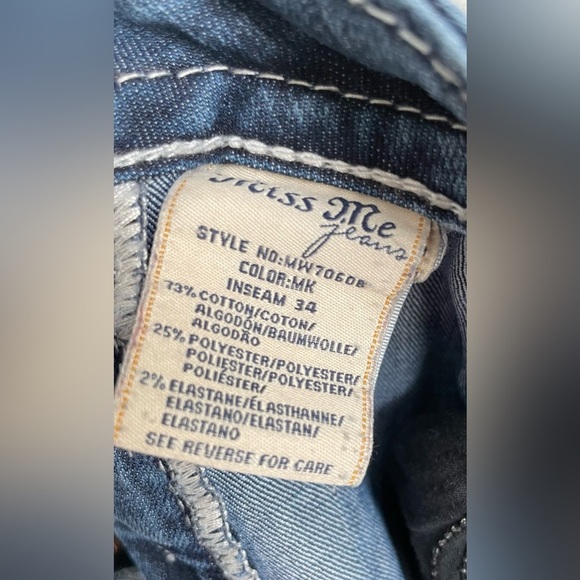 Miss Me
jeans
STYLE NO:MW7060B
COLOR:MK
INSEAM 34
73% COTTON/COTON/
ALGODÓN/BAUMWOLLE/
ALGODÃO
25% POLYESTER/POLYESTER/
POLIÉSTER/POLYESTER/
POLIÉSTER/
2% ELASTANE/ÉLASTHANNE/
ELASTANO/ELASTAN/
ELASTANO
SEE REVERSE FOR CARE